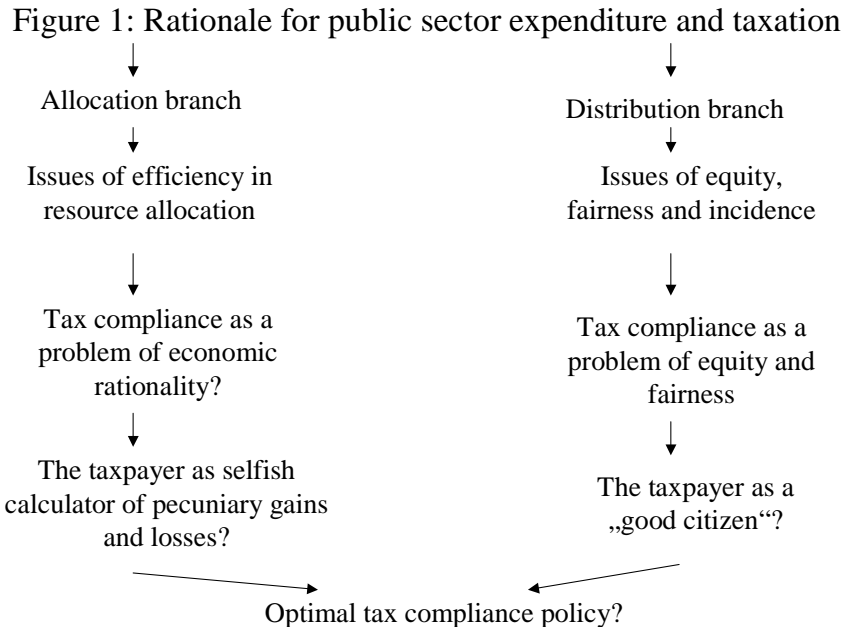 Figure 1: Rationale for public sector expenditure and taxation
Allocation branch
Issues of efficiency in
resource allocation
Tax compliance as a
problem of economic
rationality?
The taxpayer as selfish
calculator of pecuniary gains
and losses?
Distribution branch
Issues of equity,
fairness and incidence
Tax compliance as a
problem of equity and
fairness
The taxpayer as a
„good citizen“?
Optimal tax compliance policy?